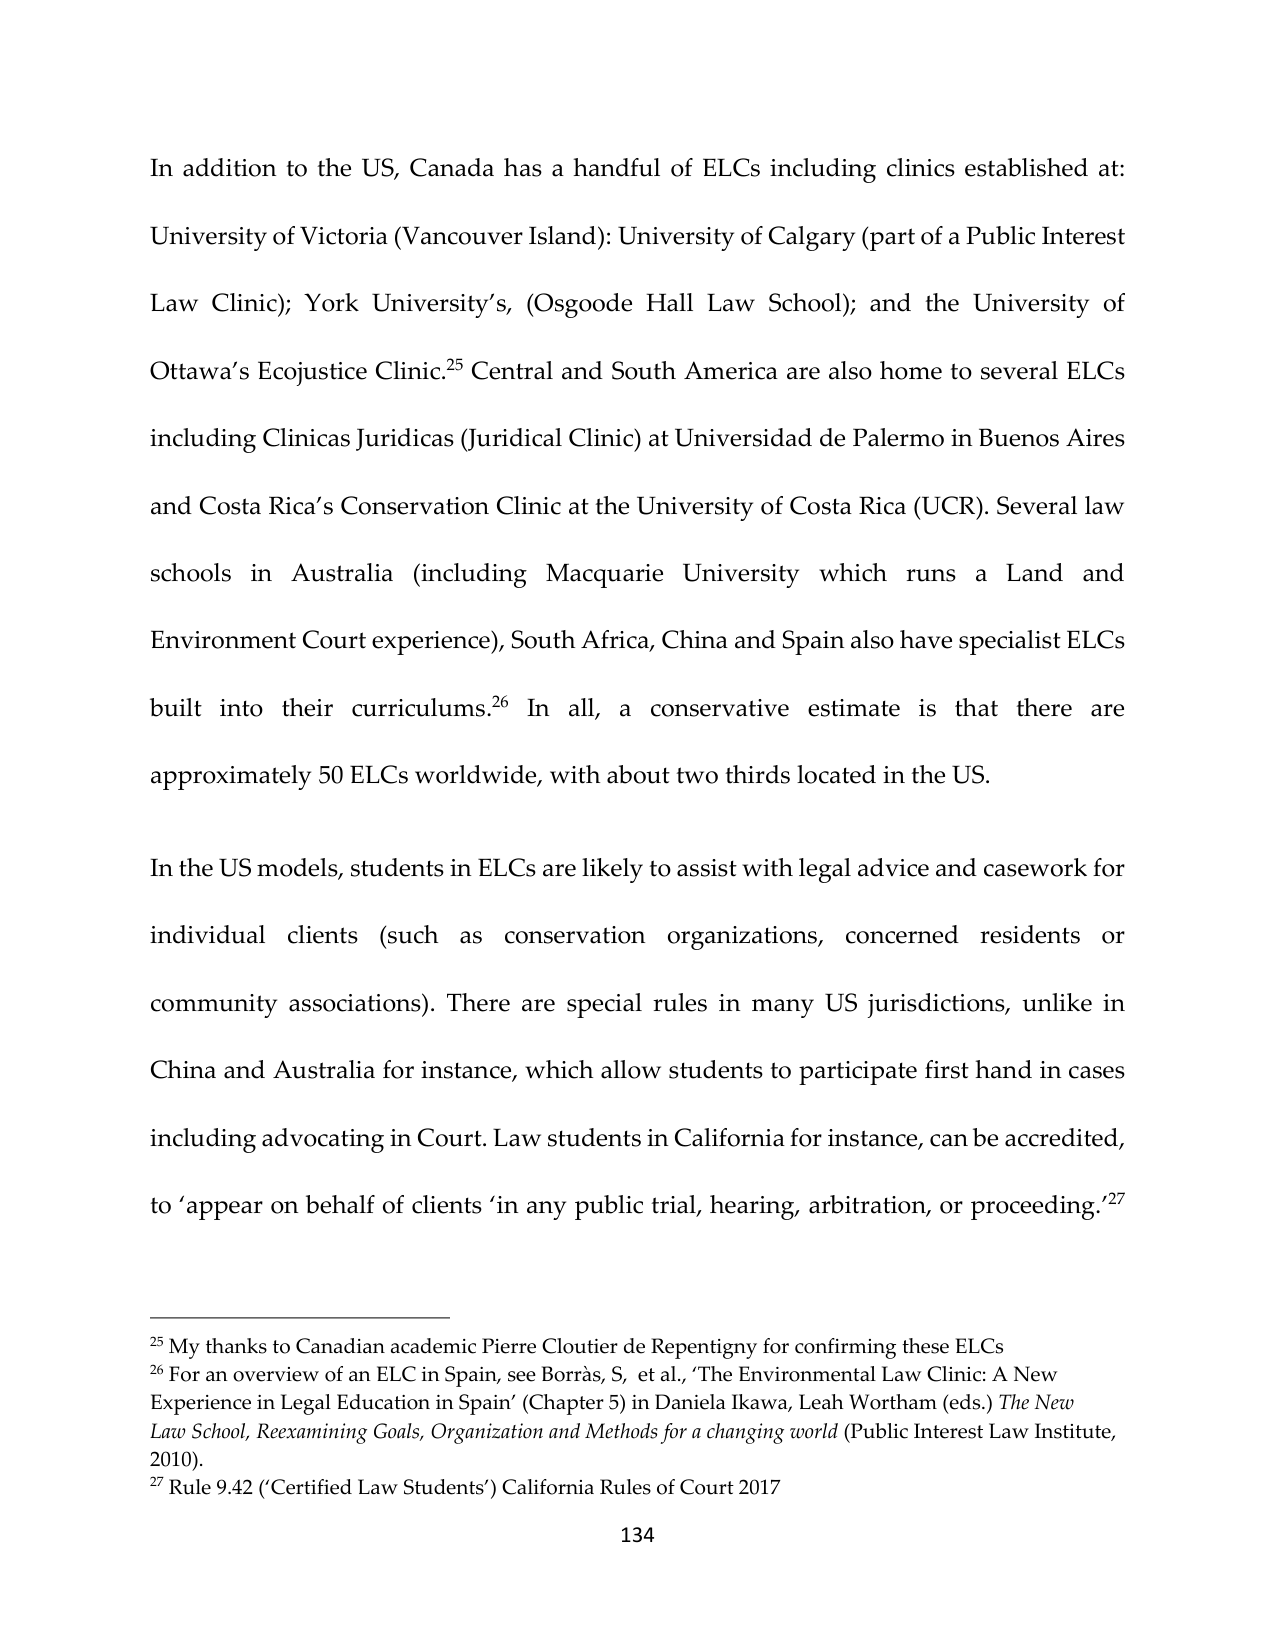 In addition to the US, Canada has a handful of ELCs including clinics established at:
University of Victoria (Vancouver Island): University of Calgary (part of a Public Interest
Law Clinic); York University’s, (Osgoode Hall Law School); and the University of
Ottawa’s Ecojustice Clinic.25 Central and South America are also home to several ELCs
including Clinicas Juridicas (Juridical Clinic) at Universidad de Palermo in Buenos Aires
and Costa Rica’s Conservation Clinic at the University of Costa Rica (UCR). Several law
schools in Australia (including Macquarie University which runs a Land and
Environment Court experience), South Africa, China and Spain also have specialist ELCs
built into their curriculums.26 In all, a conservative estimate is that there are
approximately 50 ELCs worldwide, with about two thirds located in the US.
In the US models, students in ELCs are likely to assist with legal advice and casework for
individual clients (such as conservation organizations, concerned residents or
community associations). There are special rules in many US jurisdictions, unlike in
China and Australia for instance, which allow students to participate first hand in cases
including advocating in Court. Law students in California for instance, can be accredited,
to ‘appear on behalf of clients ‘in any public trial, hearing, arbitration, or proceeding.’27
25 My thanks to Canadian academic Pierre Cloutier de Repentigny for confirming these ELCs
26 For an overview of an ELC in Spain, see Borràs, S, et al., ‘The Environmental Law Clinic: A New
Experience in Legal Education in Spain’ (Chapter 5) in Daniela Ikawa, Leah Wortham (eds.) The New
Law School, Reexamining Goals, Organization and Methods for a changing world (Public Interest Law Institute,
2010).
27 Rule 9.42 (‘Certified Law Students’) California Rules of Court 2017
134